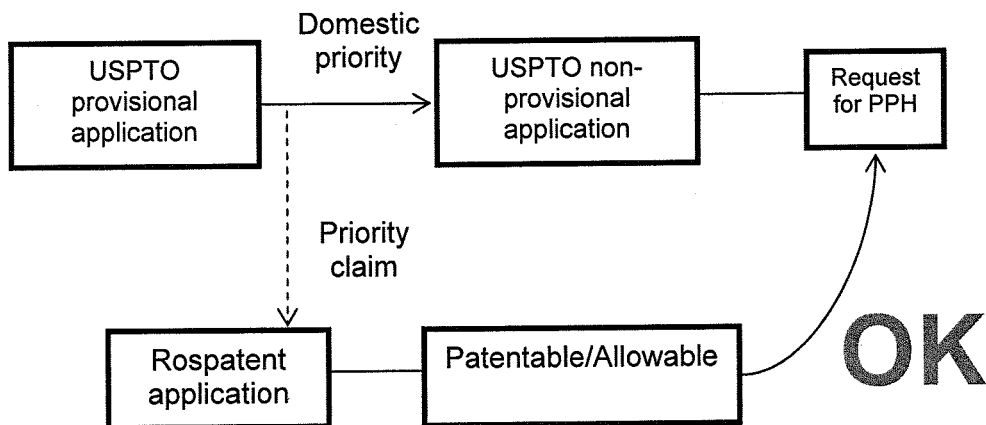 Domestic
priority
USPTO
provisional
application
USPTO non-
provisional
application
Request
for PPH
Priority
claim
Rospatent
application
Patentable/Allowable
OK